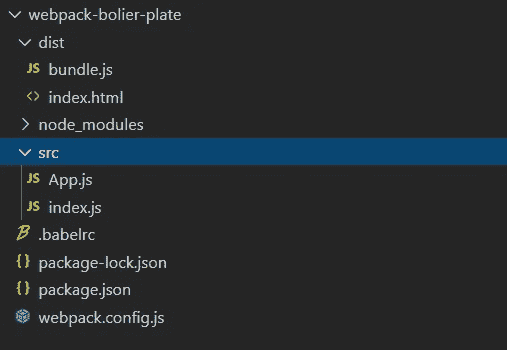 webpack-bolier-plate
dist
JS bundle.js
<> index.html
node_modules
src
JS App.js
JS index.js
.babelrc
{} package-lock.json
{} package.json
webpack.config.js